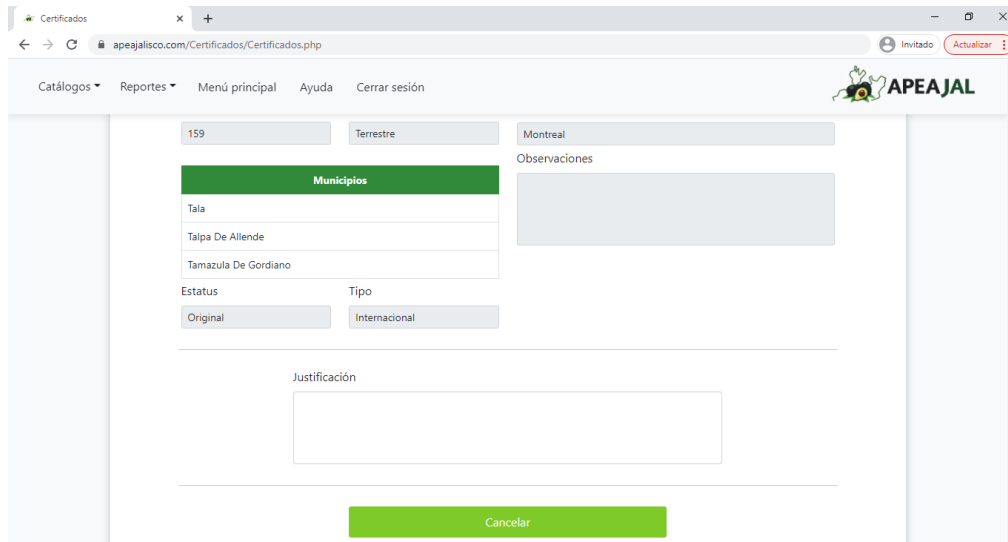 Certificados
apeajalisco.com/Certificados/Certificados.php
Invitado
Actualizar
Catálogos
Reportes
Menú principal
Ayuda
Cerrar sesión
APEAJAL
159
Terrestre
Montreal
Observaciones
Municipios
Tala
Talpa De Allende
Tamazula De Gordiano
Estatus
Tipo
Original
Internacional
Justificación
Cancelar